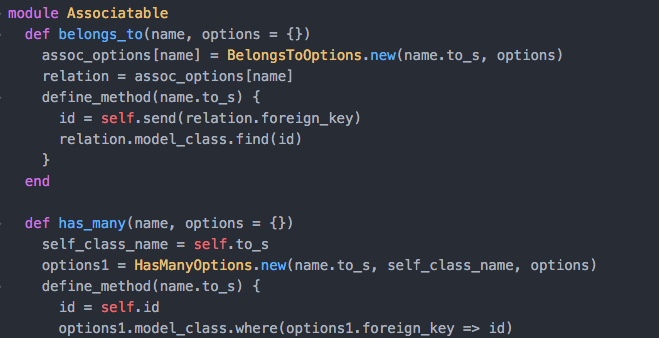 module Associatable
  def belongs_to(name, options = {})
    assoc_options[name] = BelongsToOptions.new(name.to_s, options)
    relation = assoc_options[name]
    define_method(name.to_s) {
      id = self.send(relation.foreign_key)
      relation.model_class.find(id)
    }
  end

  def has_many(name, options = {})
    self_class_name = self.to_s
    options1 = HasManyOptions.new(name.to_s, self_class_name, options)
    define_method(name.to_s) {
      id = self.id
      options1.model_class.where(options1.foreign_key => id)